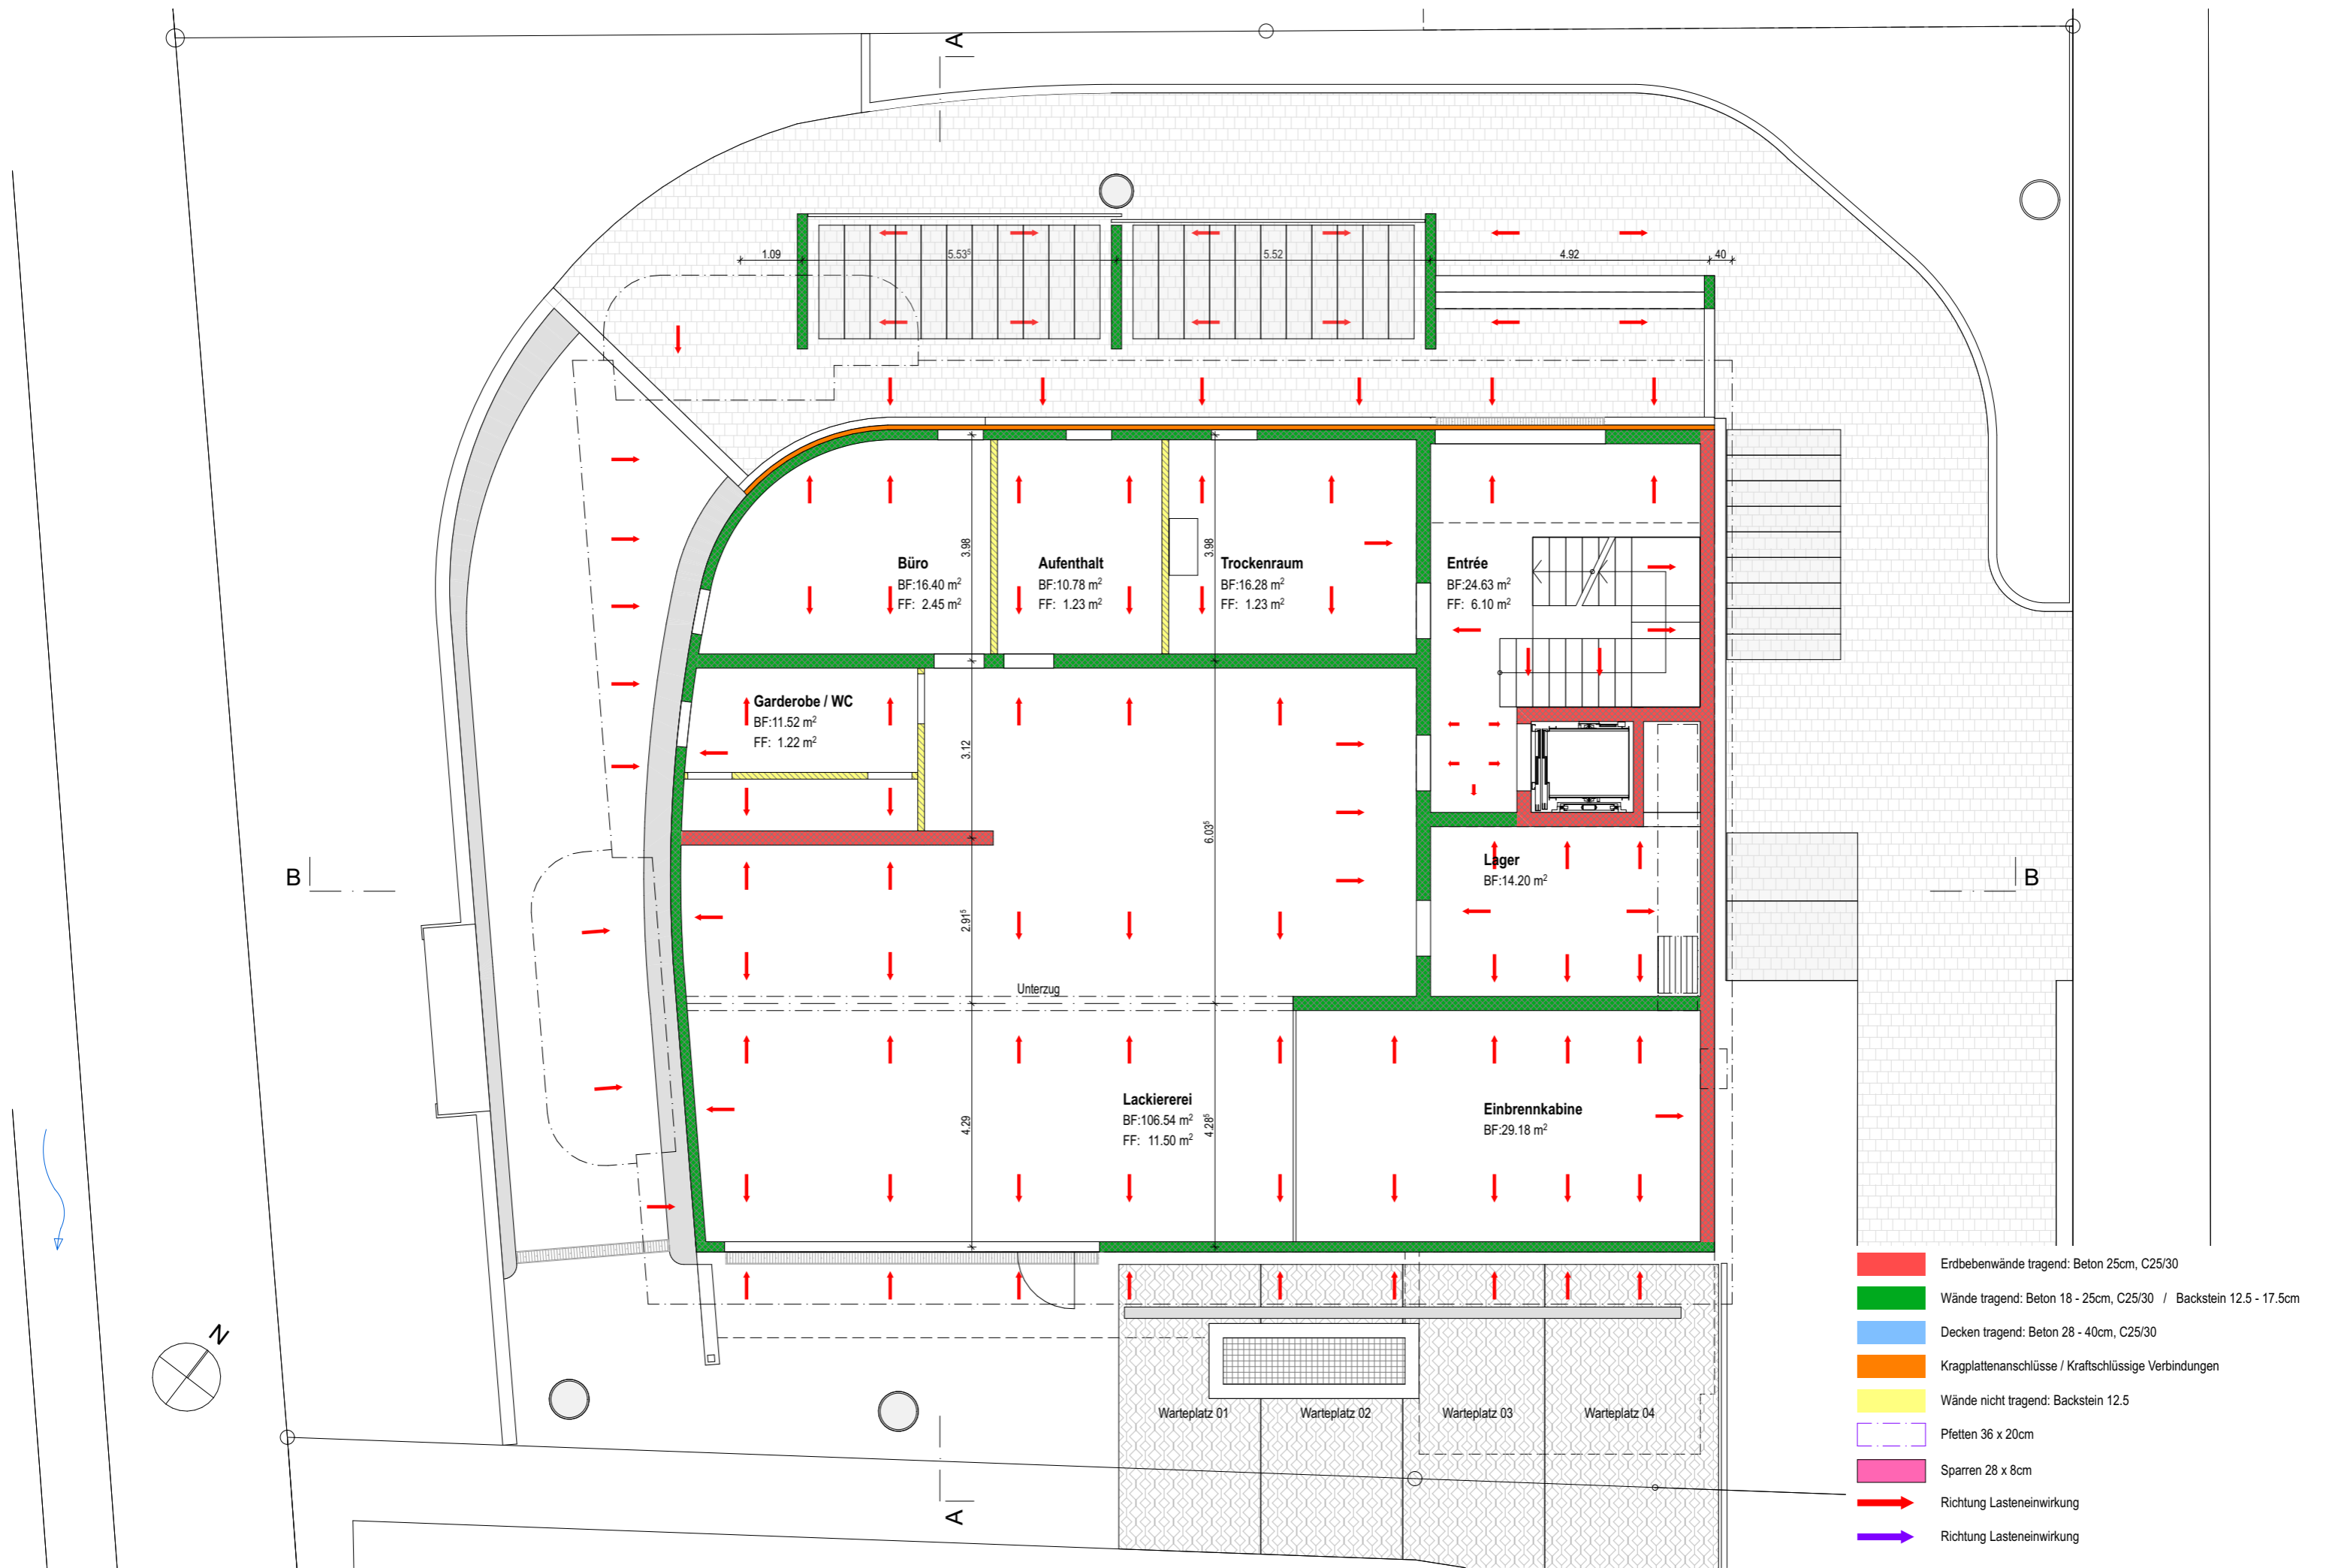 A
1.09
5.53⁵
5.52
4.92
40
3.98
3.98
Büro
BF:16.40 m²
FF: 2.45 m²
Aufenthalt
BF:10.78 m²
FF: 1.23 m²
Trockenraum
BF:16.28 m²
FF: 1.23 m²
Entrée
BF:24.63 m²
FF: 6.10 m²
Garderobe / WC
BF:11.52 m²
FF: 1.22 m²
3.12
6.03⁵
Lager
BF:14.20 m²
B
B
2.91⁵
Unterzug
4.29
4.28⁵
Lackiererei
BF:106.54 m²
FF: 11.50 m²
Einbrennkabine
BF:29.18 m²
N
Warteplatz 01
Warteplatz 02
Warteplatz 03
Warteplatz 04
A
Erdbebenwände tragend: Beton 25cm, C25/30
Wände tragend: Beton 18 - 25cm, C25/30 / Backstein 12.5 - 17.5cm
Decken tragend: Beton 28 - 40cm, C25/30
Kragplattenanschlüsse / Kraftschlüssige Verbindungen
Wände nicht tragend: Backstein 12.5
Pfetten 36 x 20cm
Sparren 28 x 8cm
Richtung Lasteneinwirkung
Richtung Lasteneinwirkung